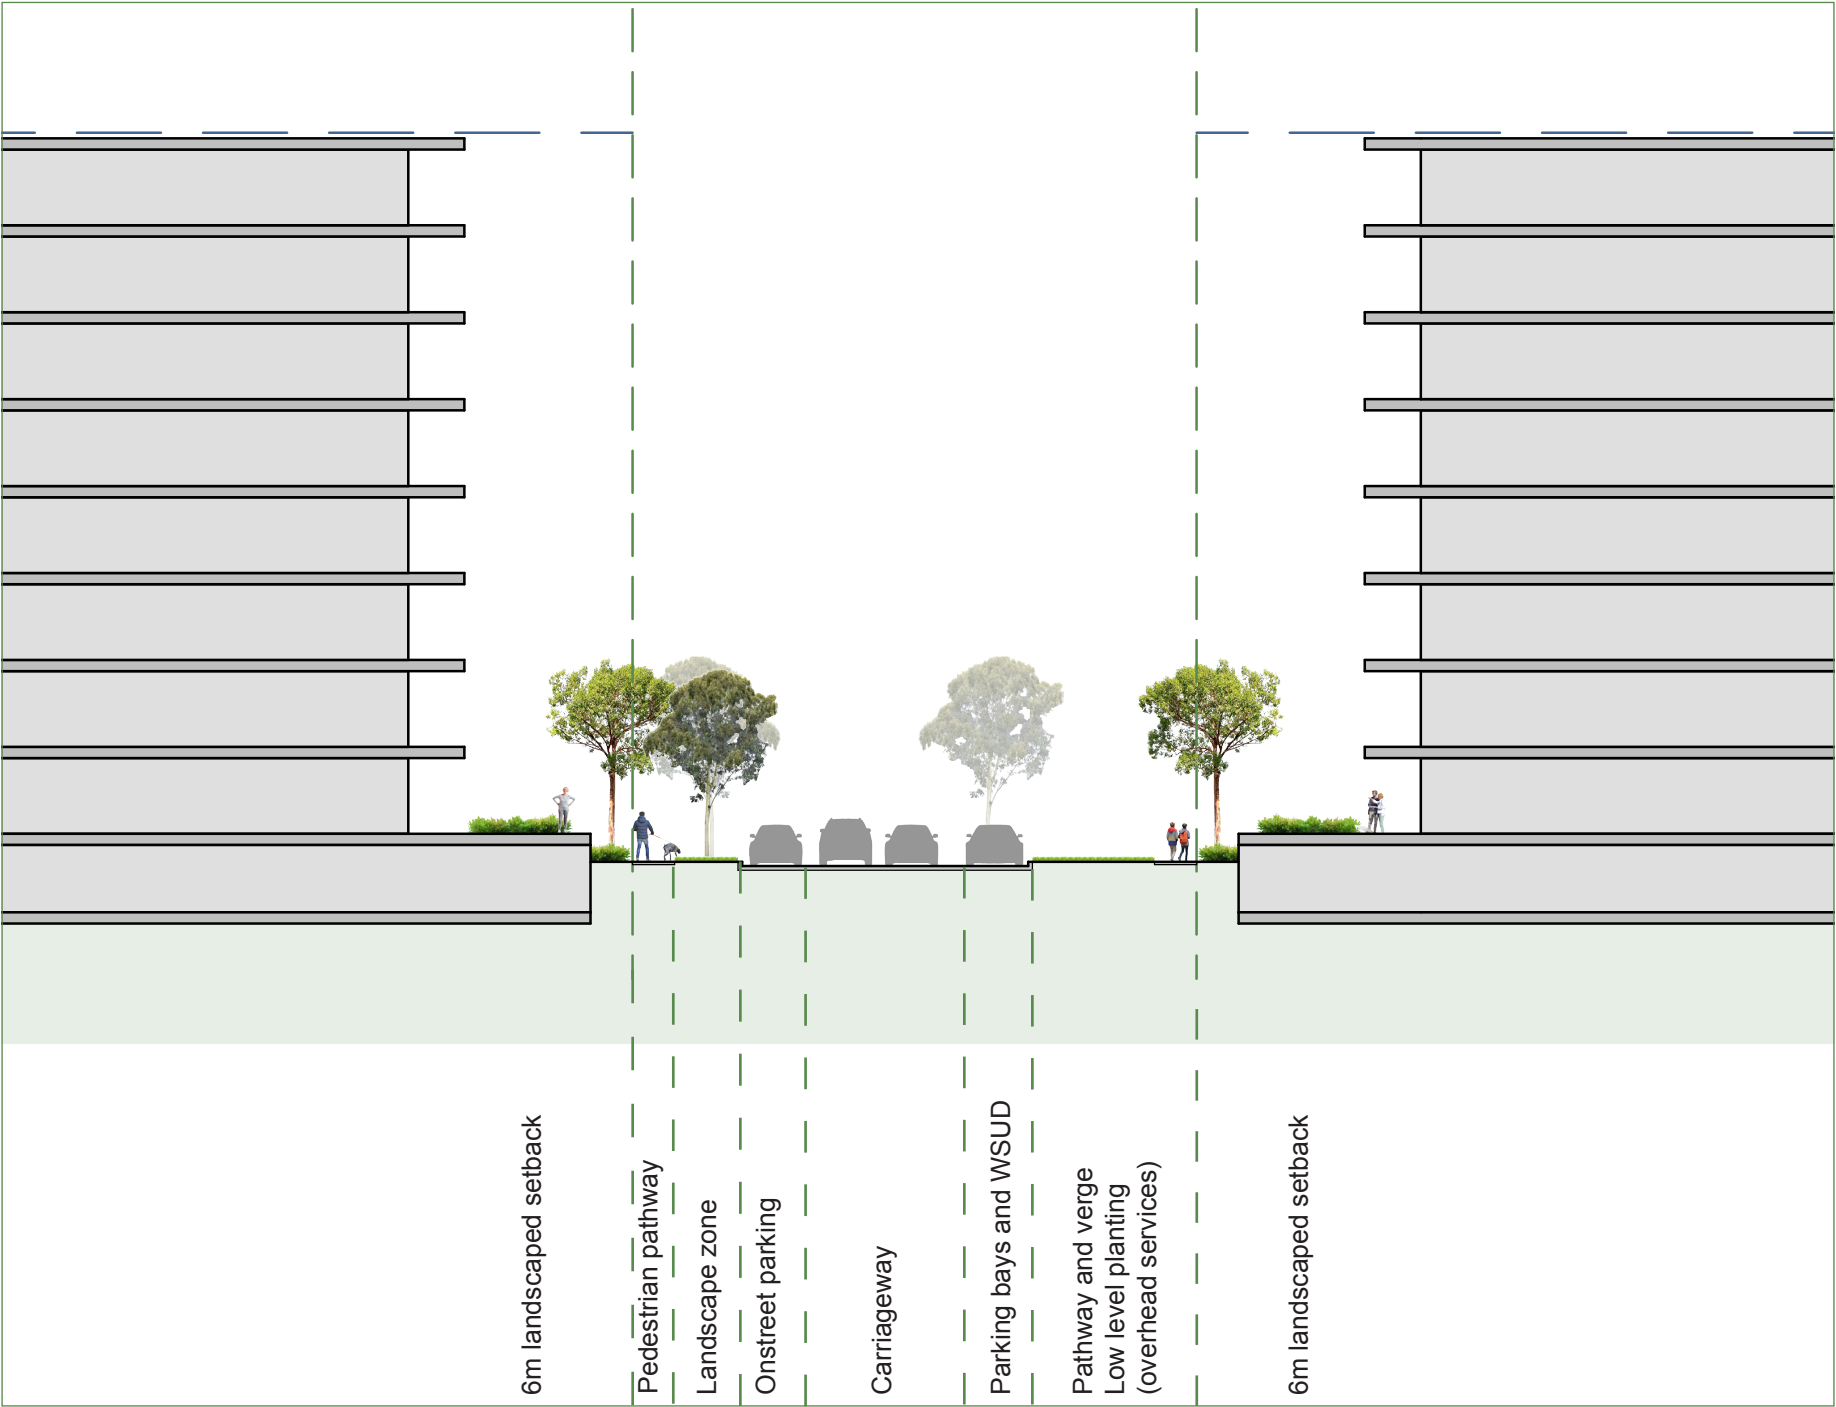 6m landscaped setback
Pedestrian pathway
Landscape zone
Onstreet parking
Carriageway
Parking bays and WSUD
Pathway and verge
Low level planting
(overhead services)
6m landscaped setback